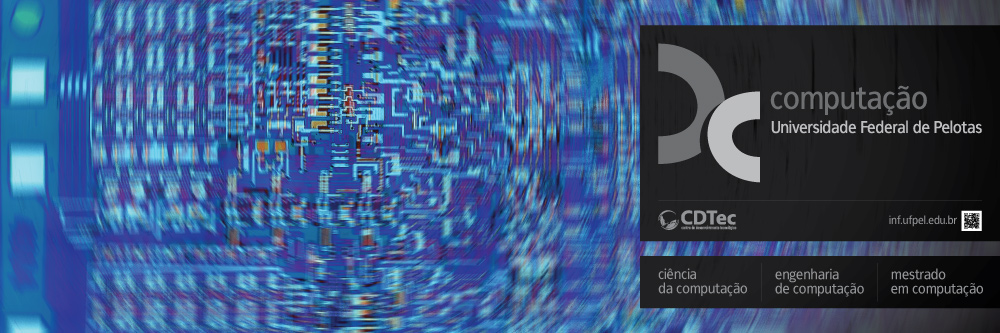 computação
Universidade Federal de Pelotas
CDTec
centro de desenvolvimento tecnológico
inf.ufpel.edu.br
ciência
da computação
engenharia
de computação
mestrado
em computação